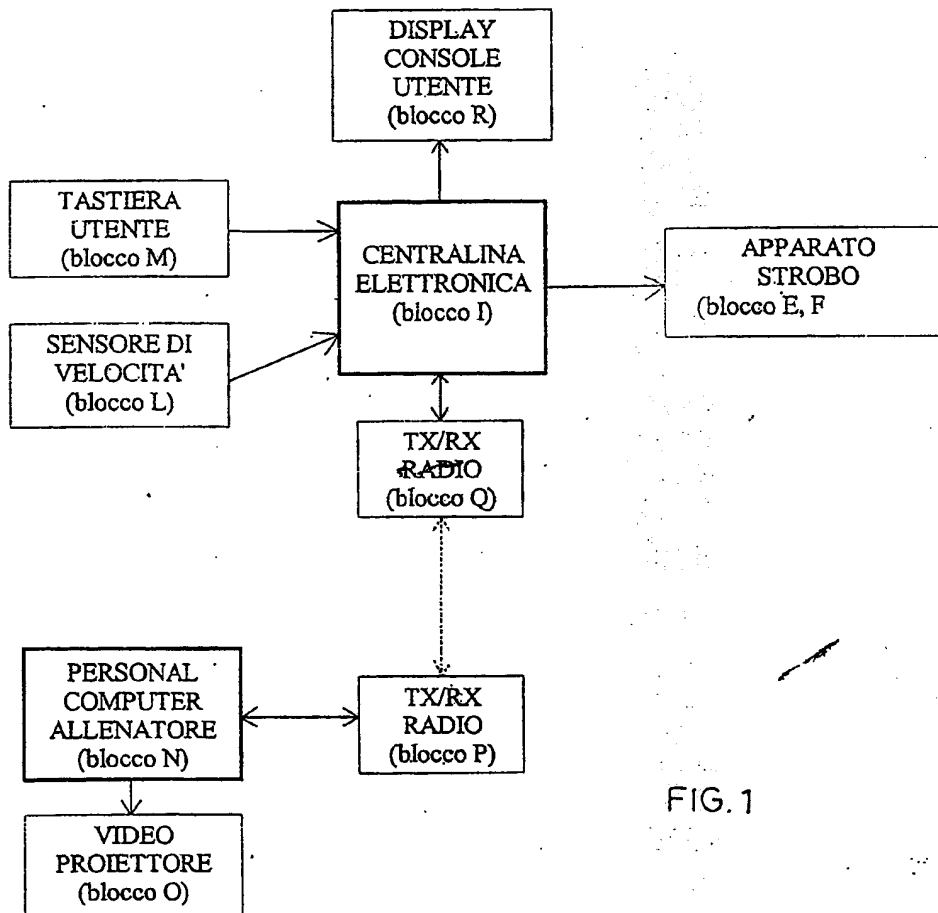 DISPLAY
CONSOLE
UTENTE
(blocco R)
TASTIERA
UTENTE
(blocco M)
CENTRALINA
ELETTRONICA
(blocco I)
APPARATO
STROBO
(blocco E, F
SENSORE DI
VELOCITA'
(blocco L)
TX/RX
RADIO
(blocco Q)
PERSONAL
COMPUTER
ALLENATORE
(blocco N)
TX/RX
RADIO
(blocco P)
FIG. 1
VIDEO
PROIETTORE
(blocco O)